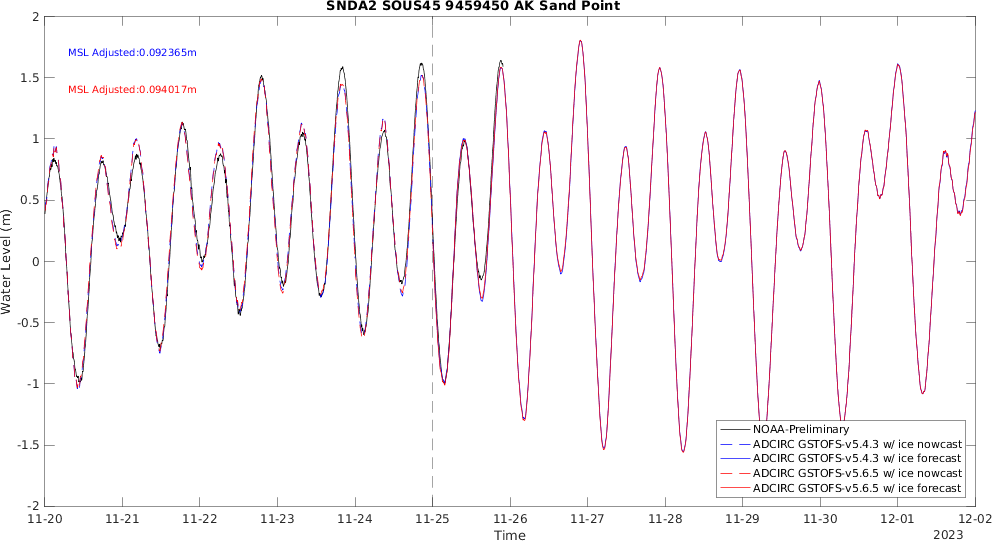 SNDA2 SOUS45 9459450 AK Sand Point
MSL Adjusted:0.092365m
MSL Adjusted:0.094017m
Water Level (m)
2
1.5
1
0.5
0
-0.5
-1
-1.5
-2
NOAA-Preliminary
ADCIRC GSTOFS-v5.4.3 w/ ice nowcast
ADCIRC GSTOFS-v5.4.3 w/ ice forecast
ADCIRC GSTOFS-v5.6.5 w/ ice nowcast
ADCIRC GSTOFS-v5.6.5 w/ ice forecast
11-20 11-21 11-22 11-23 11-24 11-25 11-26 11-27 11-28 11-29 11-30 12-01 12-02
Time
2023